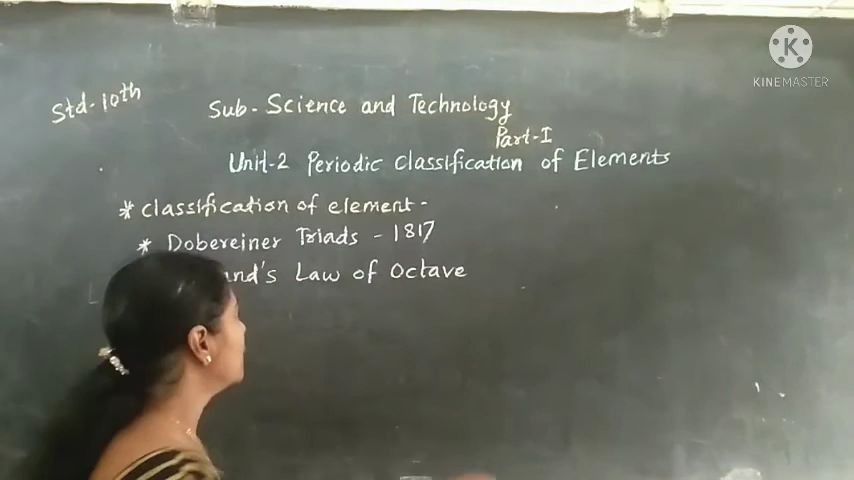 K
KINEMASTER
Std-10th
Sub- Science and Technology
Part-I
Unit-2 Periodic classification of Elements
* classification of element -
* Dobereiner Triads - 1817
Law of Octave